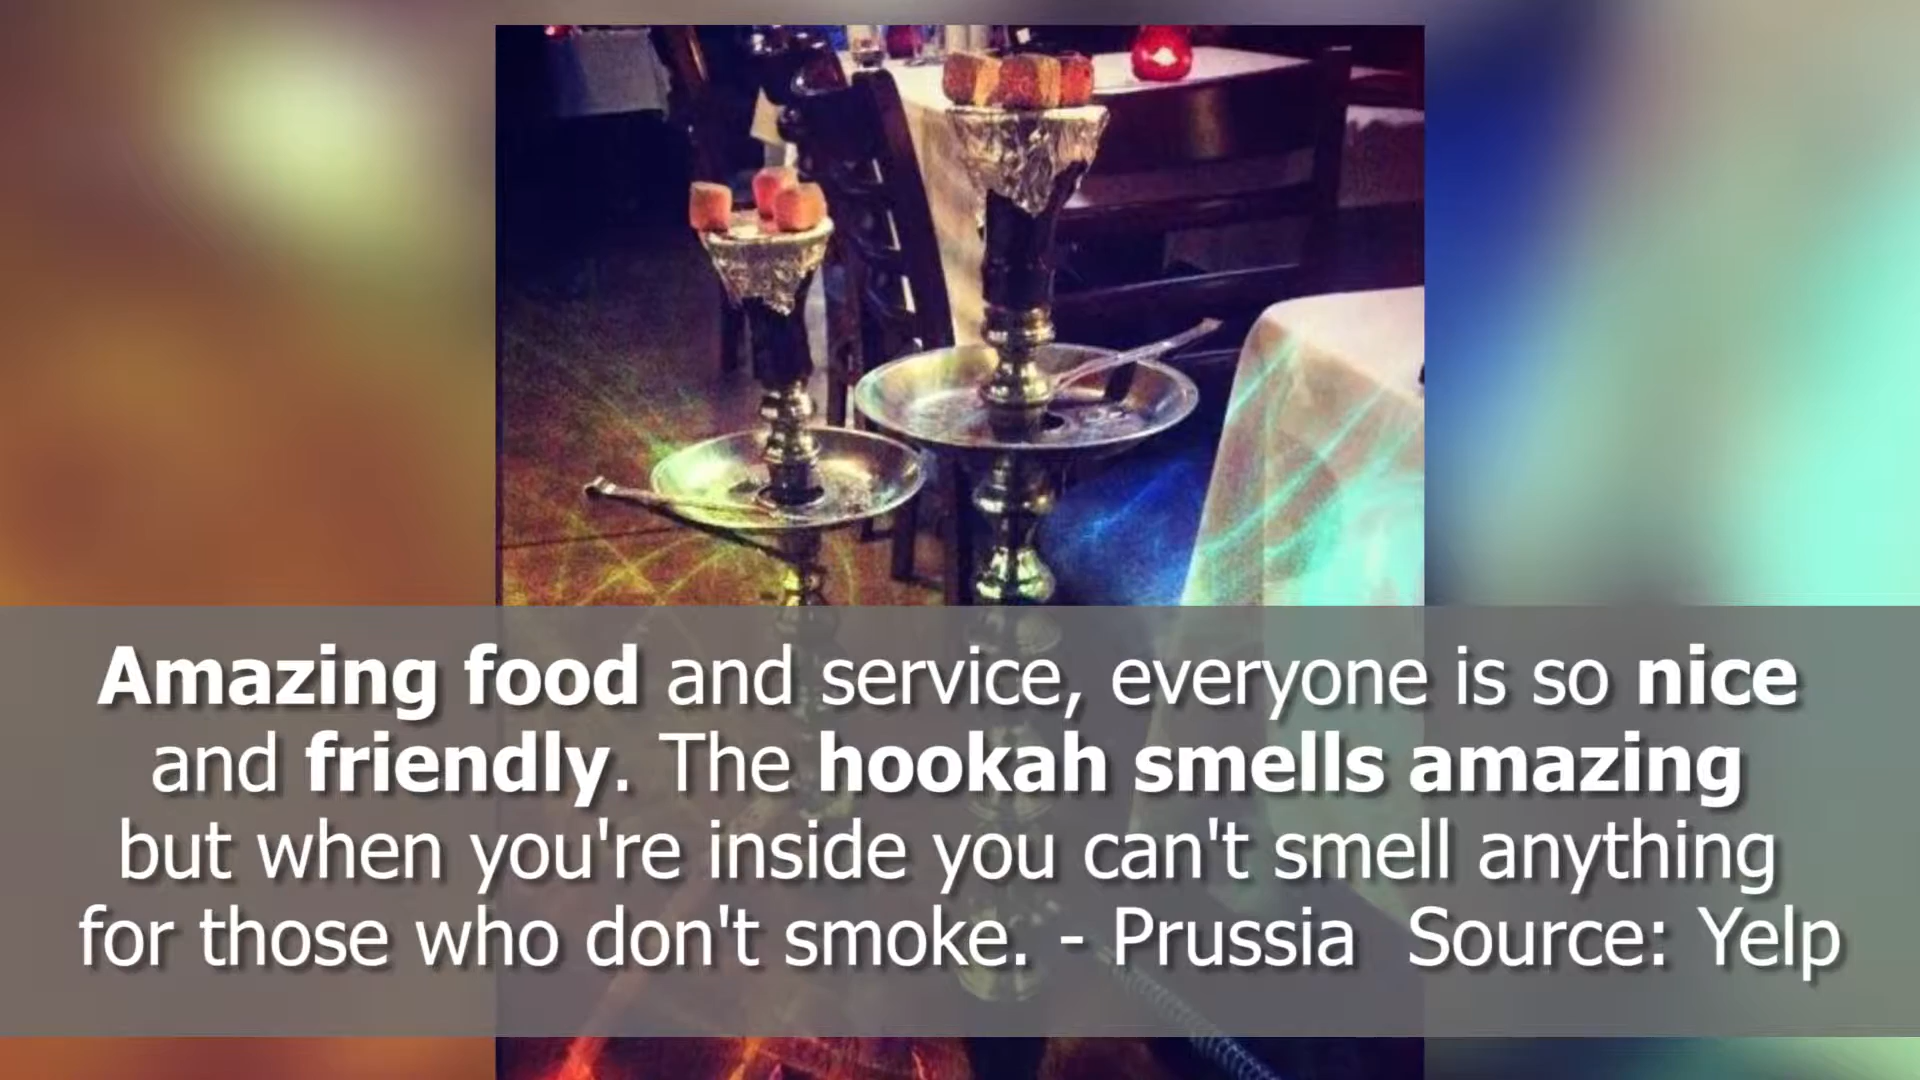 Amazing food and service, everyone is so nice
and friendly. The hookah smells amazing
but when you're inside you can't smell anything
for those who don't smoke. - Prussia  Source: Yelp